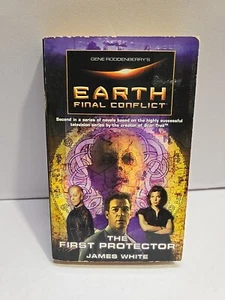 GENE RODDENBERRY'S
EARTH
FINAL CONFLICT
Second in a series of novels based on the highly successful
television series by the creator of Star Trek™
THE
FIRST PROTECTOR
JAMES WHITE